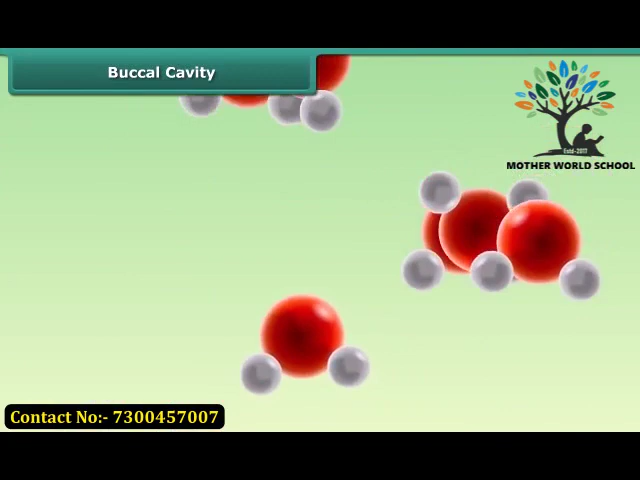 Buccal Cavity
Estd-2017
MOTHER WORLD SCHOOL
Contact No:- 7300457007